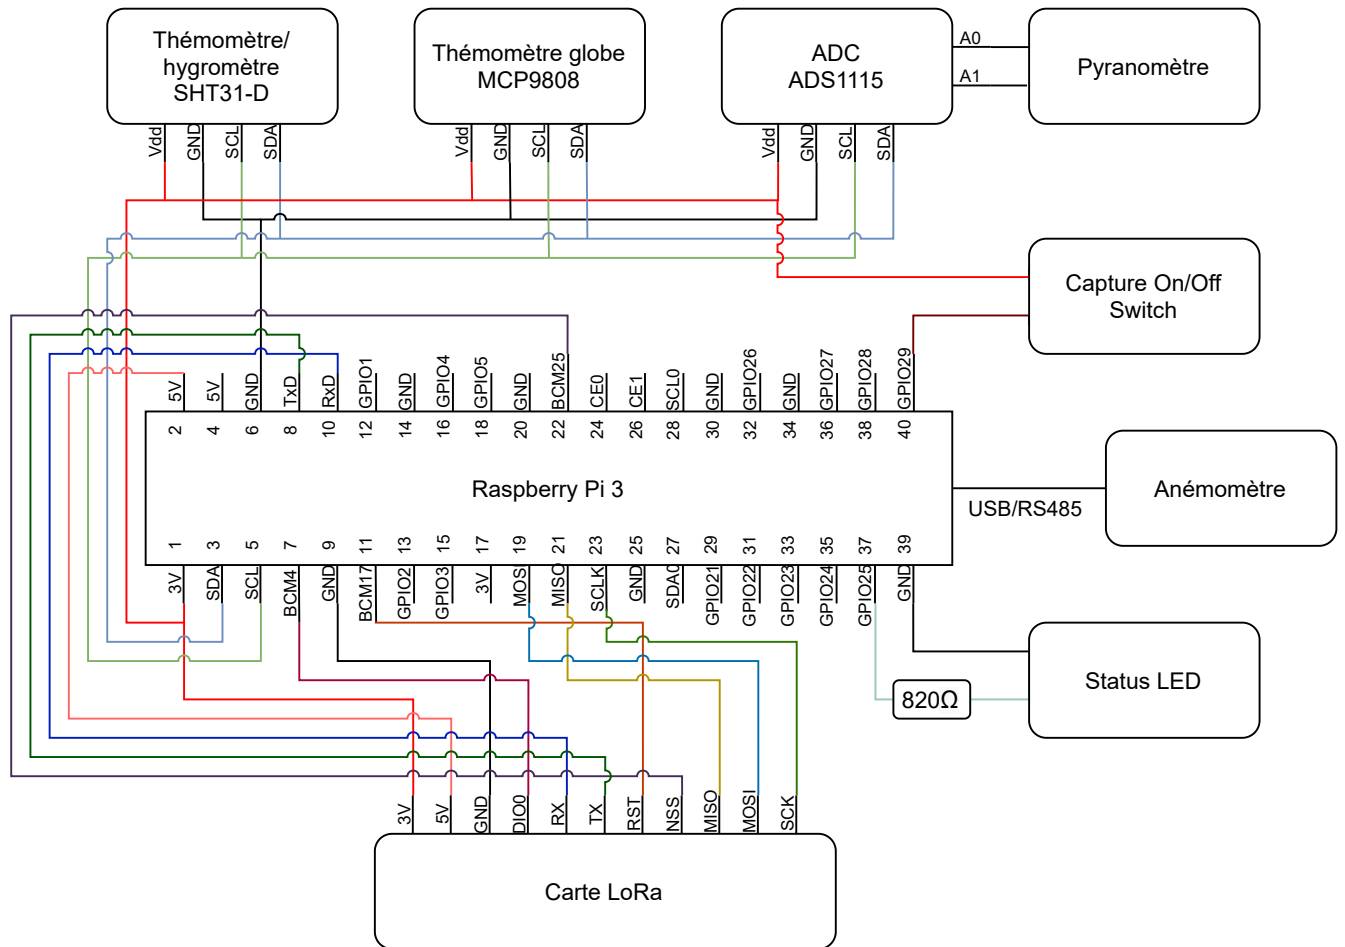 Thémomètre/
hygromètre
SHT31-D
Thémomètre globe
MCP9808
ADC
ADS1115
A0
A1
Pyranomètre
Vdd
GND
SCL
SDA
Vdd
GND
SCL
SDA
Vdd
GND
SCL
SDA
Capture On/Off
Switch
5V
5V
GND
TxD
RxD
GPIO1
GND
GPIO4
GPIO5
GND
BCM25
CE0
CE1
SCL0
GND
GPIO26
GND
GPIO27
GPIO28
GPIO29
2
4
6
8
10
12
14
16
18
20
22
24
26
28
30
32
34
36
38
40
Raspberry Pi 3
USB/RS485
Anémomètre
1
3
5
7
9
11
13
15
17
19
21
23
25
27
29
31
33
35
37
39
3V
SDA
SCL
BCM4
GND
BCM17
GPIO2
GPIO3
3V
MOSI
MISO
SCLK
GND
SDA0
GPIO21
GPIO22
GPIO23
GPIO24
GPIO25
GND
820Ω
Status LED
3V
5V
GND
DIO0
RX
TX
RST
NSS
MISO
MOSI
SCK
Carte LoRa